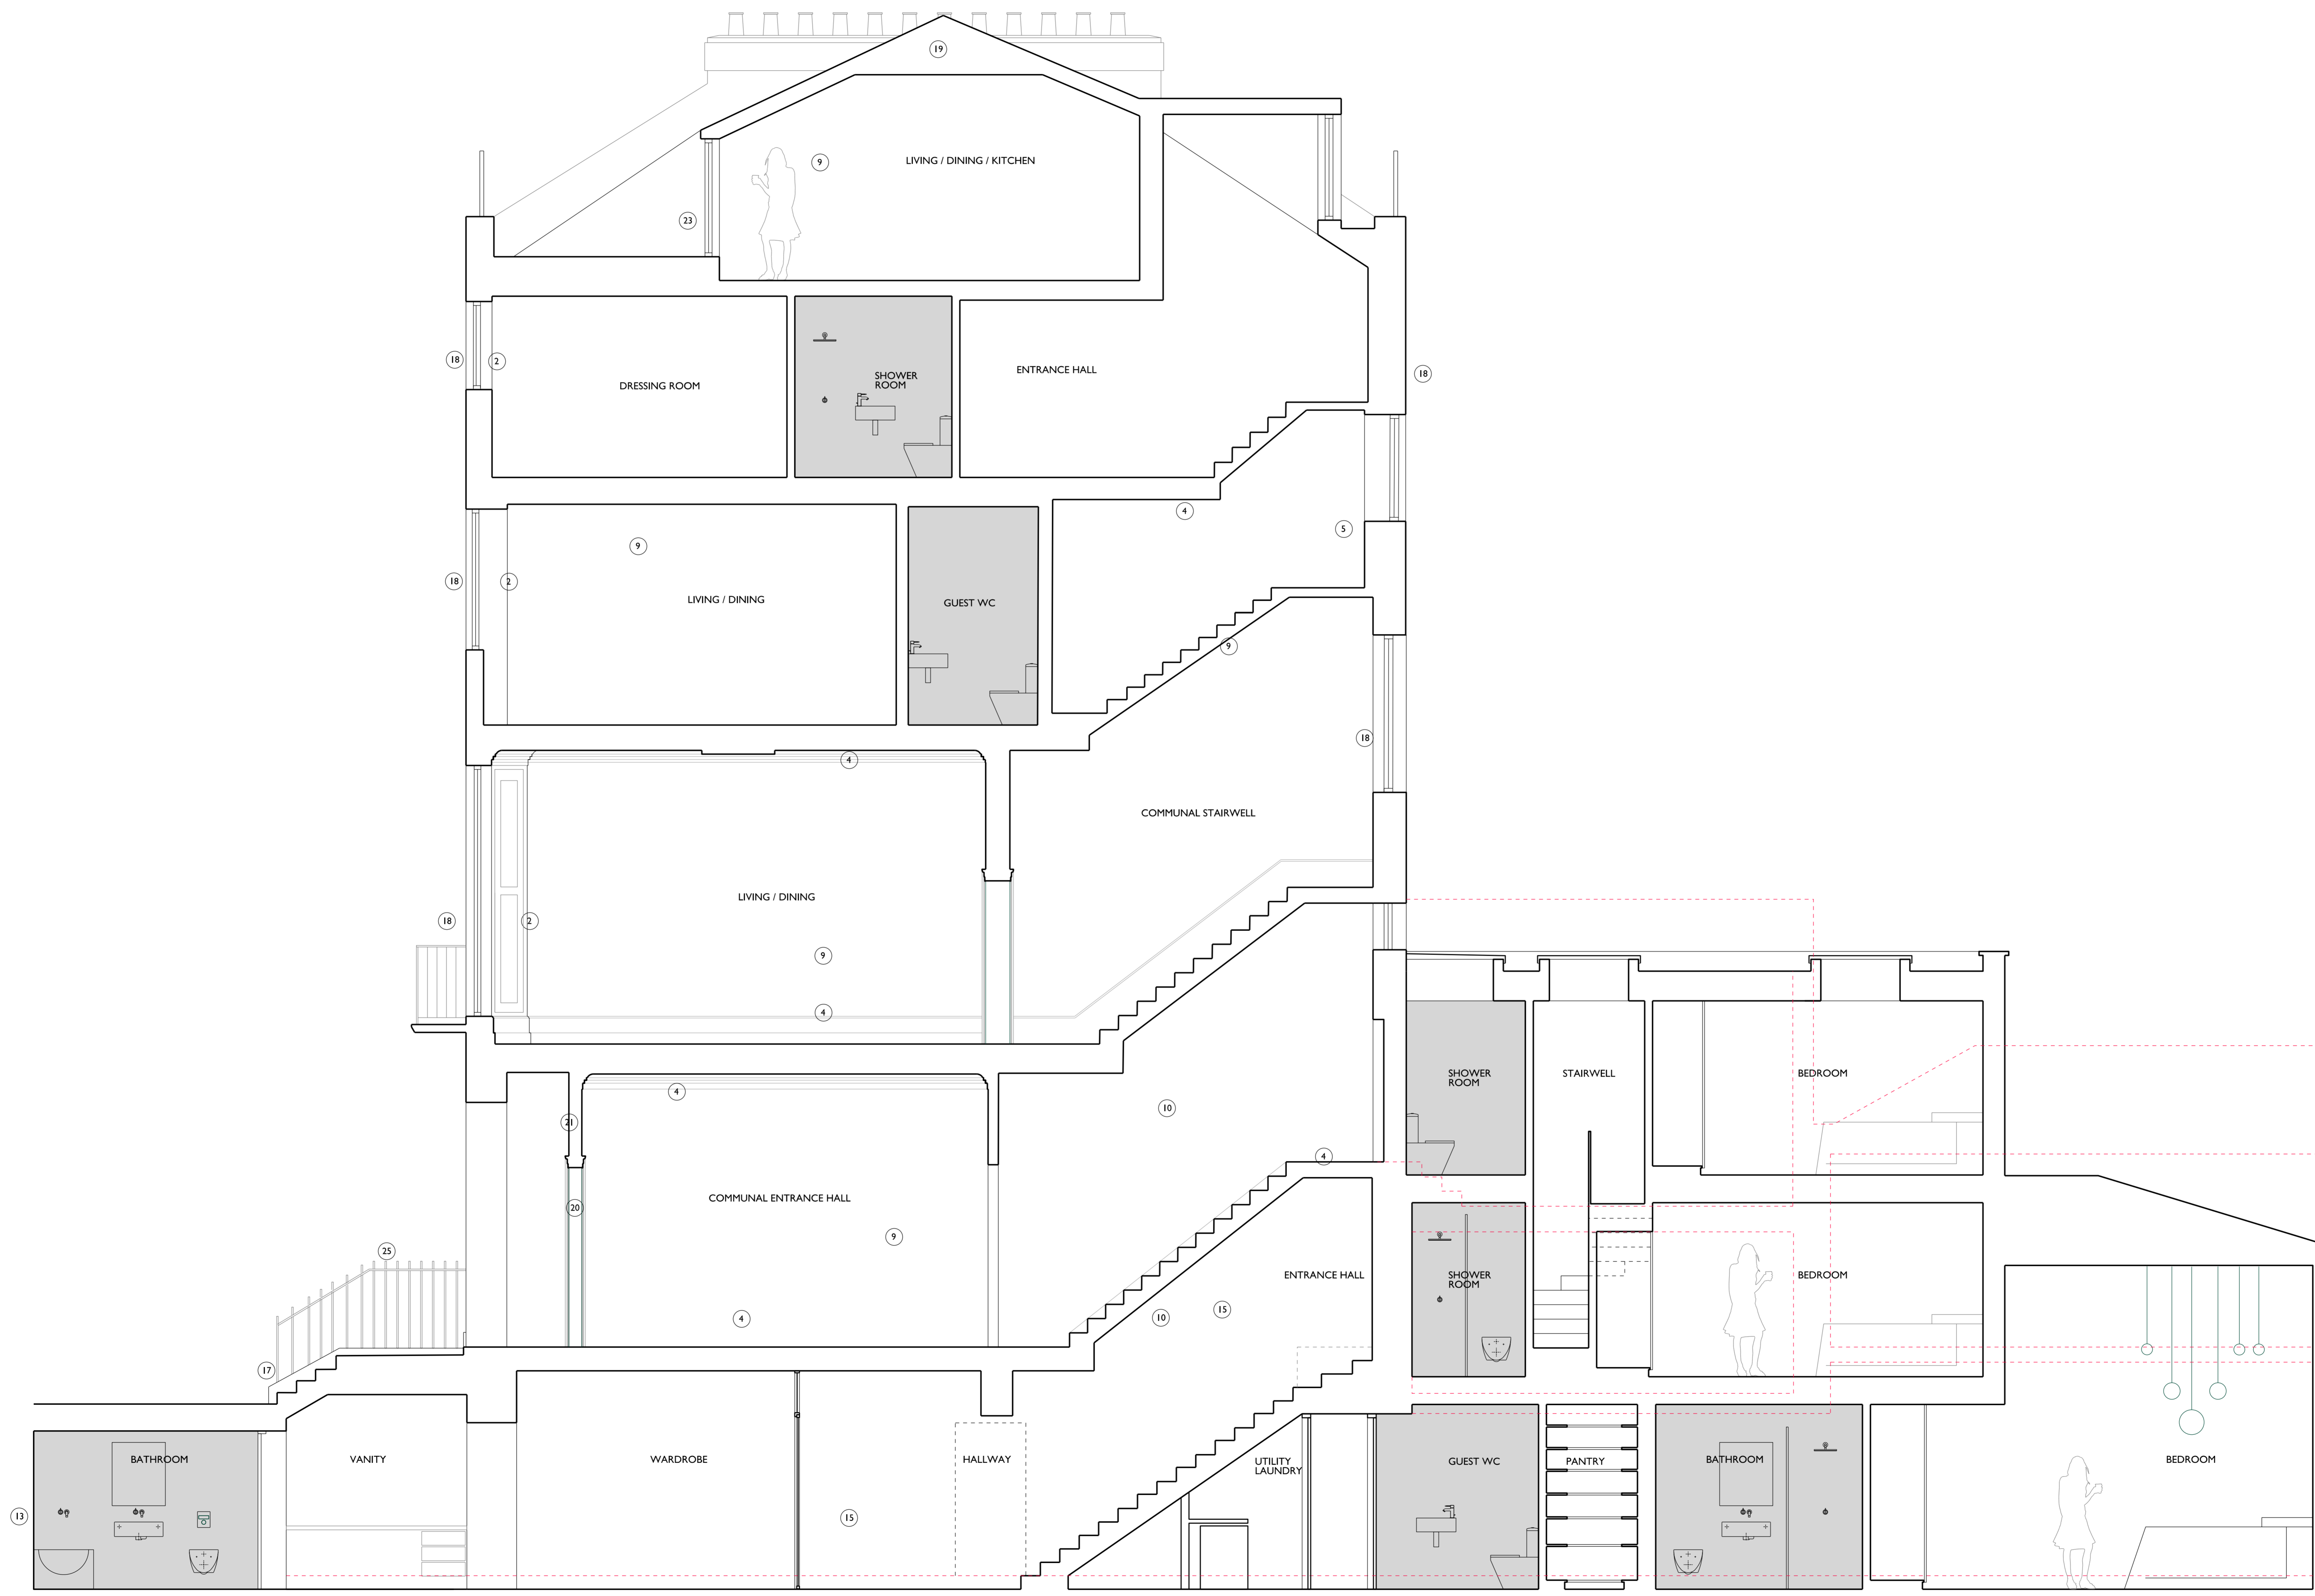 19
9
LIVING / DINING / KITCHEN
23
18
2
DRESSING ROOM
SHOWER
ROOM
ENTRANCE HALL
18
4
5
9
18
2
LIVING / DINING
GUEST WC
9
18
4
COMMUNAL STAIRWELL
LIVING / DINING
18
2
9
4
4
21
10
SHOWER
ROOM
STAIRWELL
BEDROOM
4
COMMUNAL ENTRANCE HALL
20
9
25
ENTRANCE HALL
SHOWER
ROOM
BEDROOM
4
10
15
17
BATHROOM
VANITY
WARDROBE
HALLWAY
UTILITY
LAUNDRY
GUEST WC
PANTRY
BATHROOM
BEDROOM
13
15